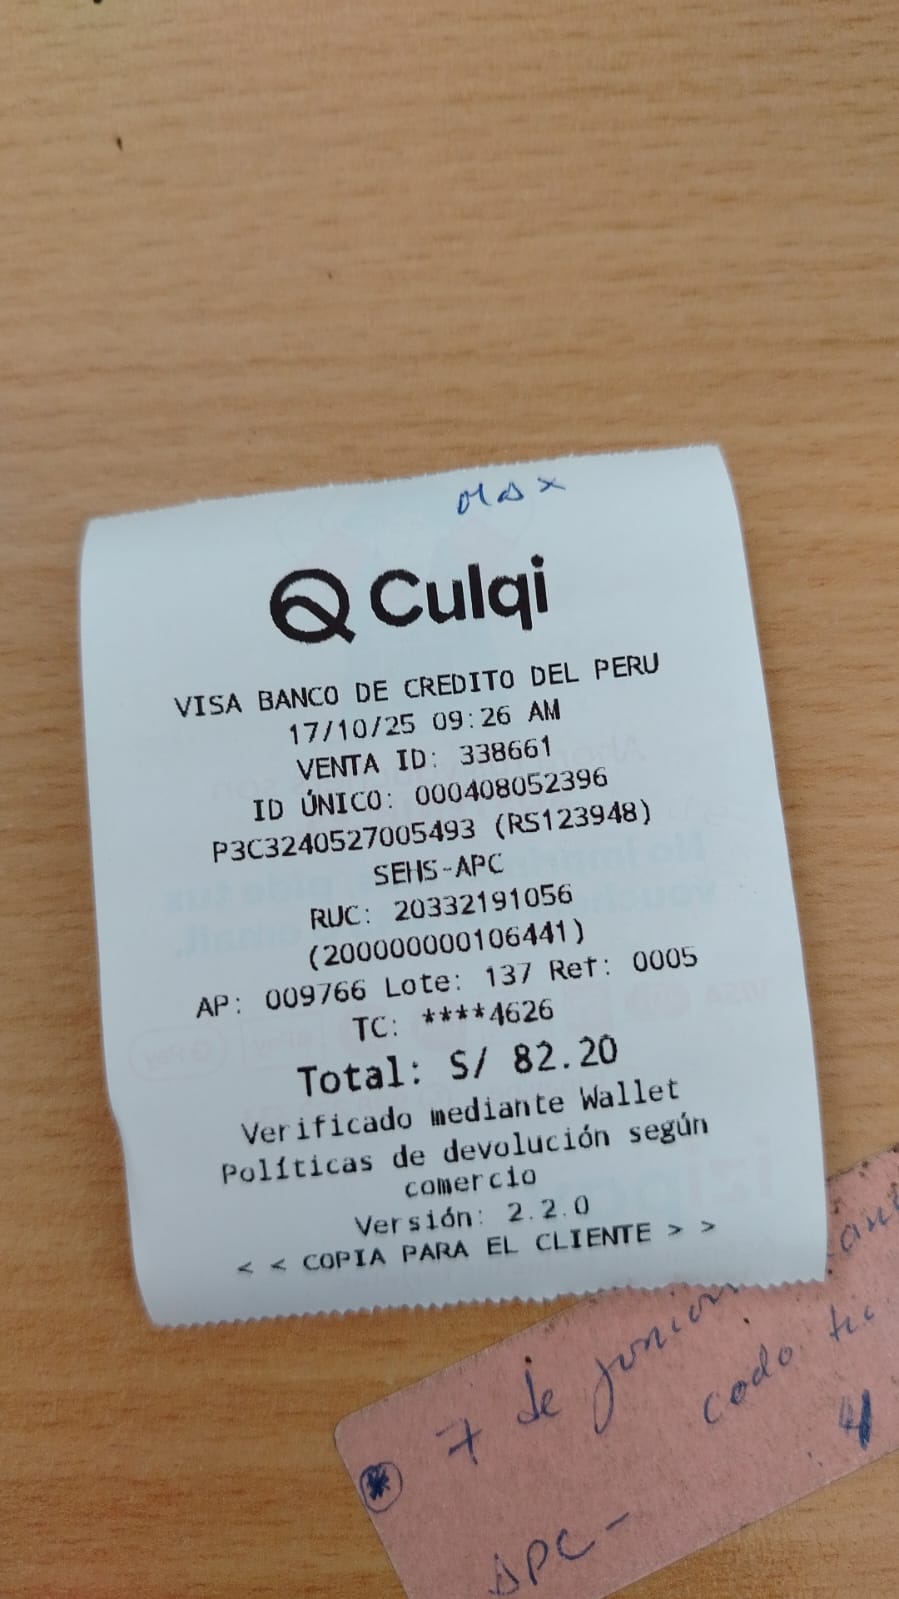 Max
Culqi
VISA BANCO DE CREDITO DEL PERU
17/10/25 09:26 AM
VENTA ID: 338661
ID ÚNICO: 000408052396
P3C3240527005493 (RS123948)
SEHS-APC
RUC: 20332191056
(200000000106441)
AP: 009766 Lote: 137 Ref: 0005
TC: ****4626
Total: S/ 82.20
Verificado mediante Wallet
Políticas de devolución según
comercio
Versión: 2.2.0
< < COPIA PARA EL CLIENTE > >
7 de junio
codo
4
APC-